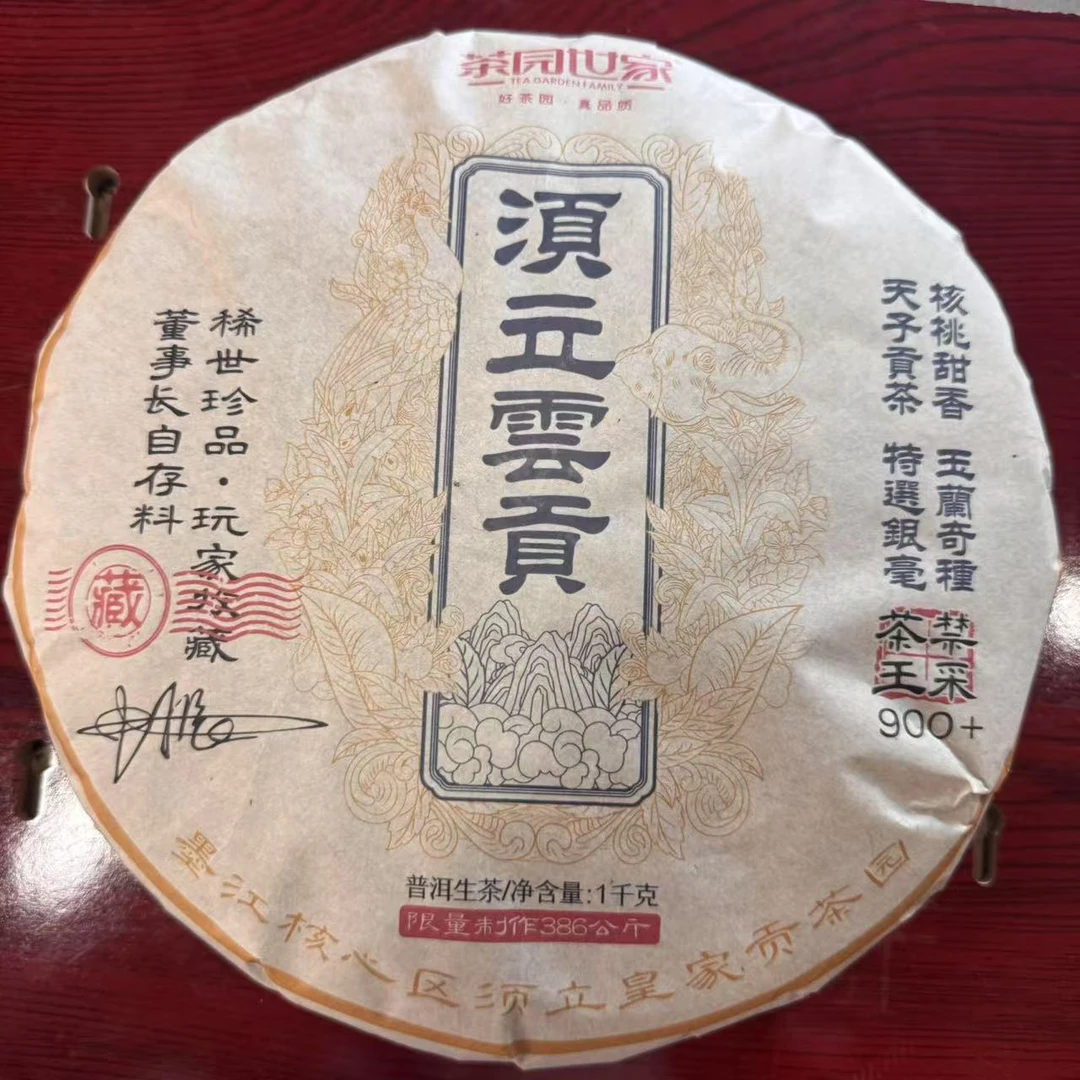 茶园世家
TEA GARDEN FAMILY
好茶园·真品质
須立雲貢
核桃甜香 玉蘭奇種
天子貢茶 特選銀毫
禁采
茶王
900+
稀世珍品·玩家收藏
董事长自存料
藏
普洱生茶/净含量:1千克
限量制作386公斤
墨江核心区须立皇家贡茶园